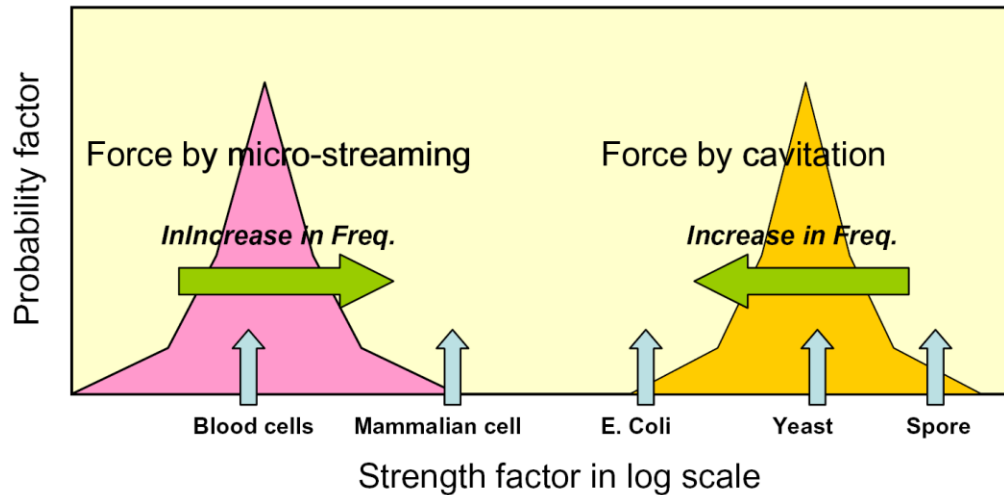 Probability factor
Force by micro-streaming
Force by cavitation
InIncrease in Freq.
Increase in Freq.
Blood cells
Mammalian cell
E. Coli
Yeast
Spore
Strength factor in log scale